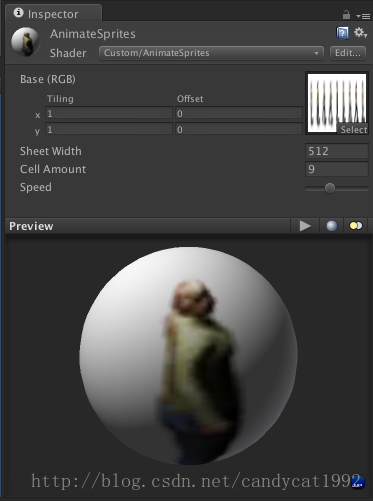 Inspector
AnimateSprites
Shader Custom/AnimateSprites Edit...
Base (RGB)
Tiling Offset
x 1 0
y 1 0
Select
Sheet Width 512
Cell Amount 9
Speed
Preview
http://blog.csdn.net/candycat1992